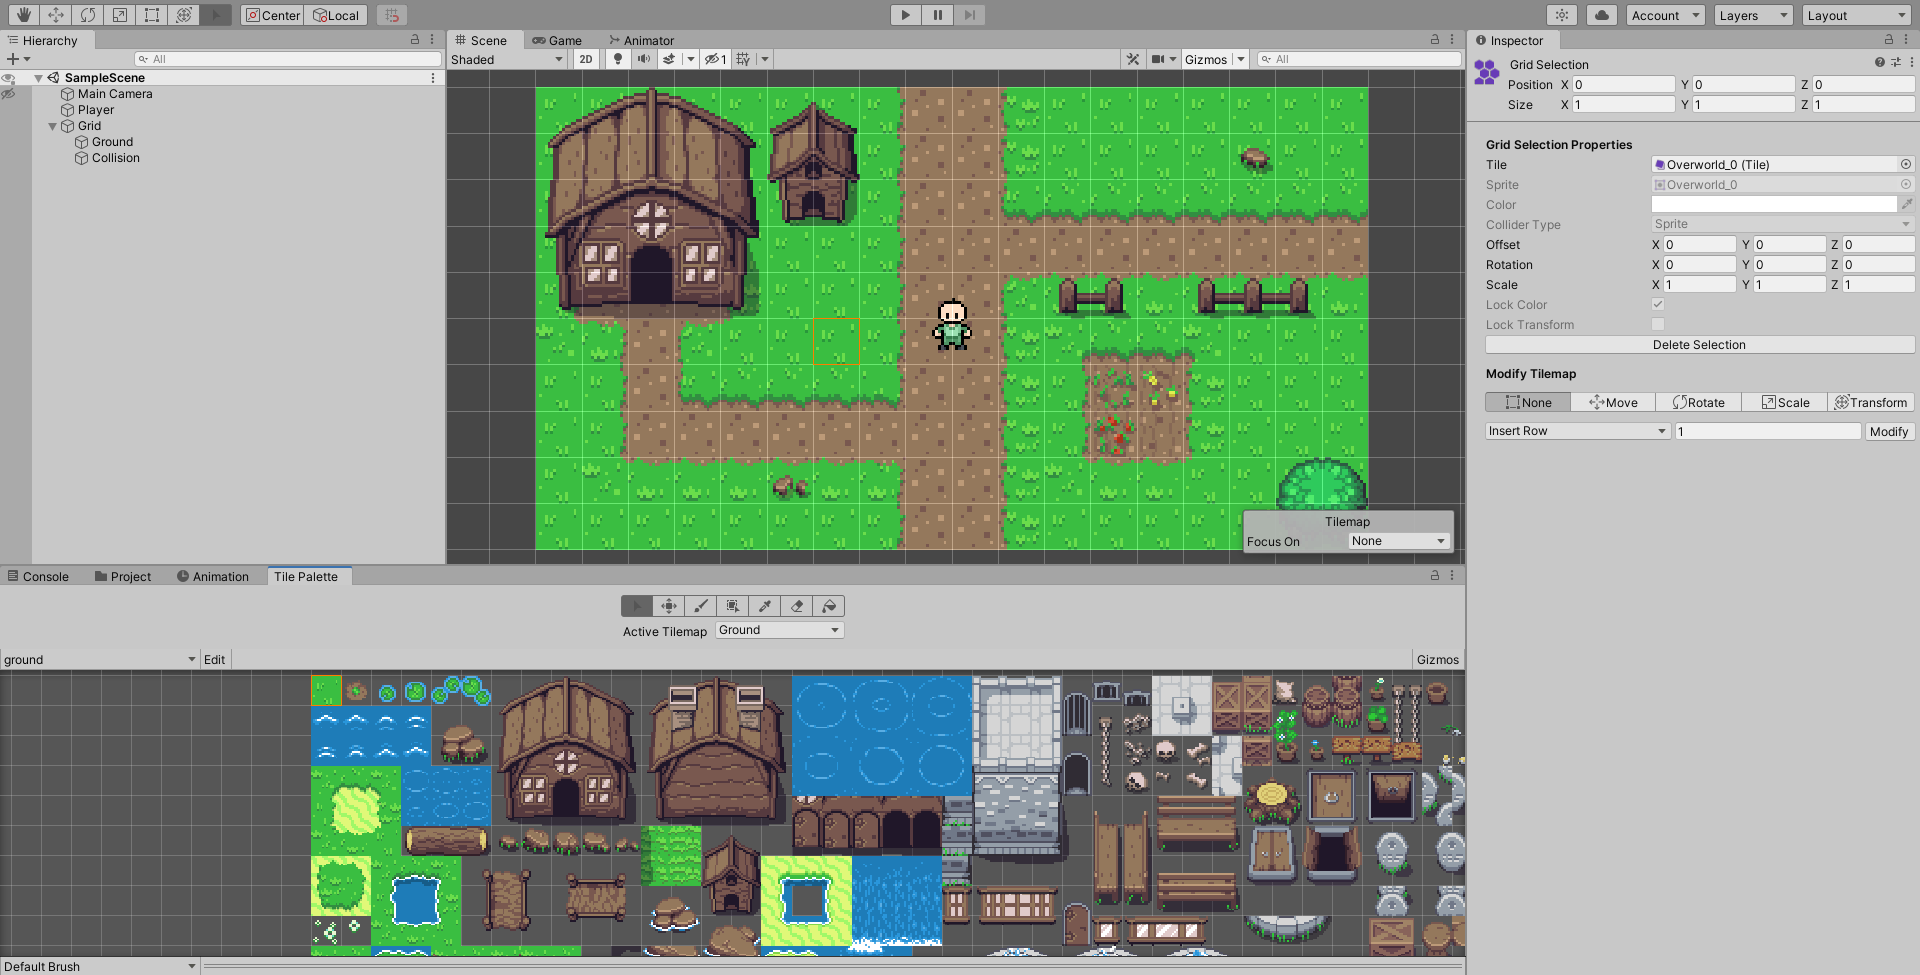 Center Local Account Layers Layout
Hierarchy
All
SampleScene
Main Camera
Player
Grid
Ground
Collision
Scene Game Animator
Shaded 2D 1 Gizmos All
Tilemap
Focus On None
Inspector
Grid Selection
Position X 0 Y 0 Z 0
Size X 1 Y 1 Z 1
Grid Selection Properties
Tile Overworld_0 (Tile)
Sprite Overworld_0
Color
Collider Type Sprite
Offset X 0 Y 0 Z 0
Rotation X 0 Y 0 Z 0
Scale X 1 Y 1 Z 1
Lock Color
Lock Transform
Delete Selection
Modify Tilemap
None Move Rotate Scale Transform
Insert Row 1 Modify
Console Project Animation Tile Palette
Active Tilemap Ground
ground Edit Gizmos
Default Brush